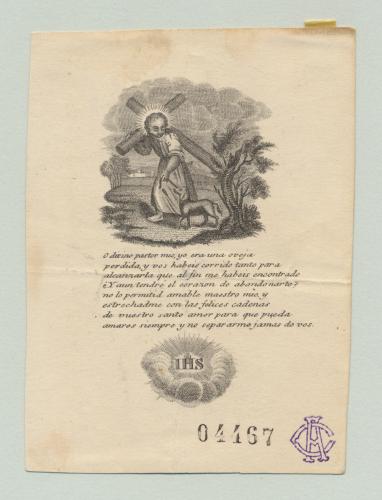 O divino pastor mio, yo era una oveja
perdida, y vos habeis corrido tanto para
alcanzarla que al fin me habeis encontrado
¿Y aun tendre el corazon de abandonarto?
no lo permitid amable maestro mio, y
estrechadme con las felices cadenas
de vuestro santo amor para que pueda
amaros siempre y no separarme jamas de vos.
IHS
04467